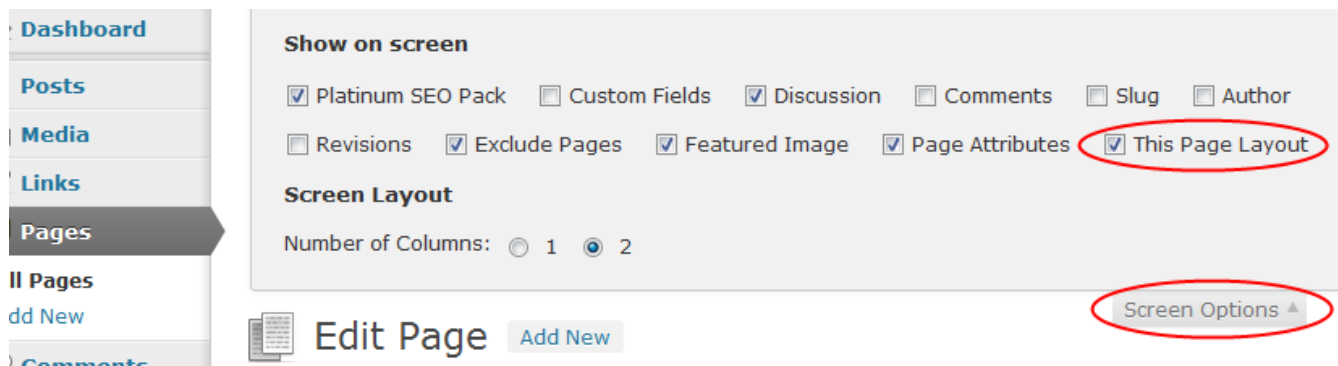 Dashboard
Posts
Media
Links
Pages
ll Pages
dd New
Comments
Show on screen
Platinum SEO Pack Custom Fields Discussion Comments Slug Author
Revisions Exclude Pages Featured Image Page Attributes This Page Layout
Screen Layout
Number of Columns: 1 2
Screen Options
Edit Page Add New